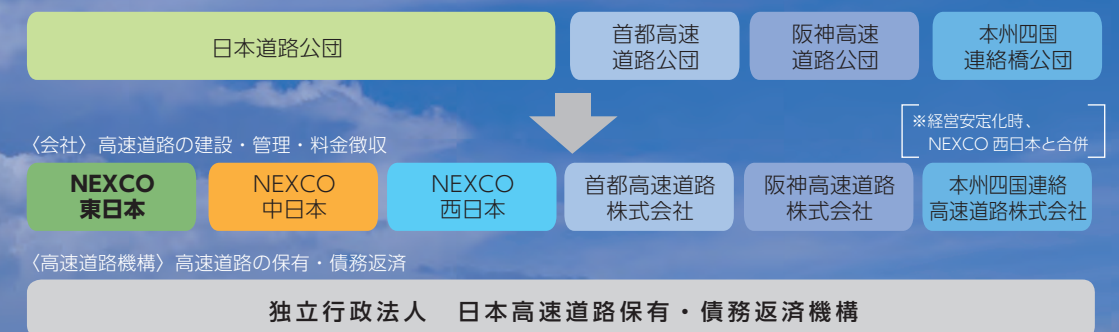 日本道路公団
首都高速
道路公団
阪神高速
道路公団
本州四国
連絡橋公団
※経営安定化時、
NEXCO 西日本と合併
〈会社〉高速道路の建設・管理・料金徴収
NEXCO
東日本
NEXCO
中日本
NEXCO
西日本
首都高速道路
株式会社
阪神高速道路
株式会社
本州四国連絡
高速道路株式会社
〈高速道路機構〉高速道路の保有・債務返済
独立行政法人　日本高速道路保有・債務返済機構